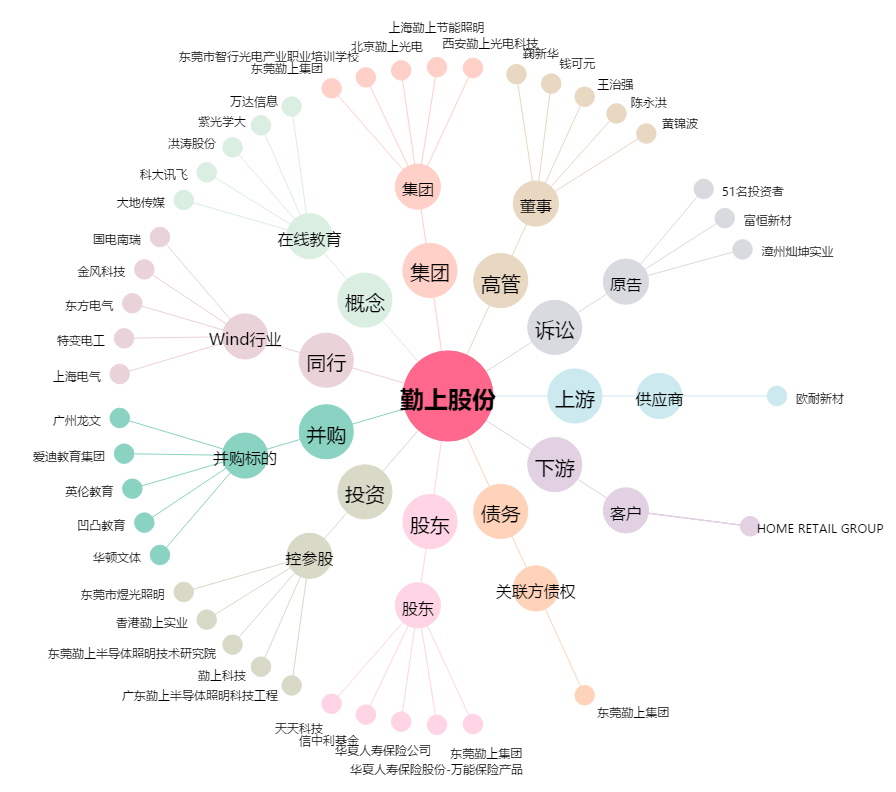 上海勤上节能照明
北京勤上光电
西安勤上光电科技
东莞市智行光电产业职业培训学校
东莞勤上集团
鞠新华
钱可元
王治强
陈永洪
黄锦波
万达信息
紫光学大
洪涛股份
科大讯飞
大地传媒
集团
董事
51名投资者
富恒新材
漳州灿坤实业
国电南瑞
金风科技
东方电气
特变电工
上海电气
在线教育
集团
高管
原告
概念
诉讼
Wind行业
同行
勤上股份
上游
供应商
欧耐新材
广州龙文
爱迪教育集团
英伦教育
凹凸教育
华顿文体
并购标的
并购
下游
客户
HOME RETAIL GROUP
投资
股东
债务
控参股
关联方债权
股东
东莞市煜光照明
香港勤上实业
东莞勤上半导体照明技术研究院
勤上科技
广东勤上半导体照明科技工程
天天科技
信中利基金
华夏人寿保险公司
华夏人寿保险股份-万能保险产品
东莞勤上集团
东莞勤上集团